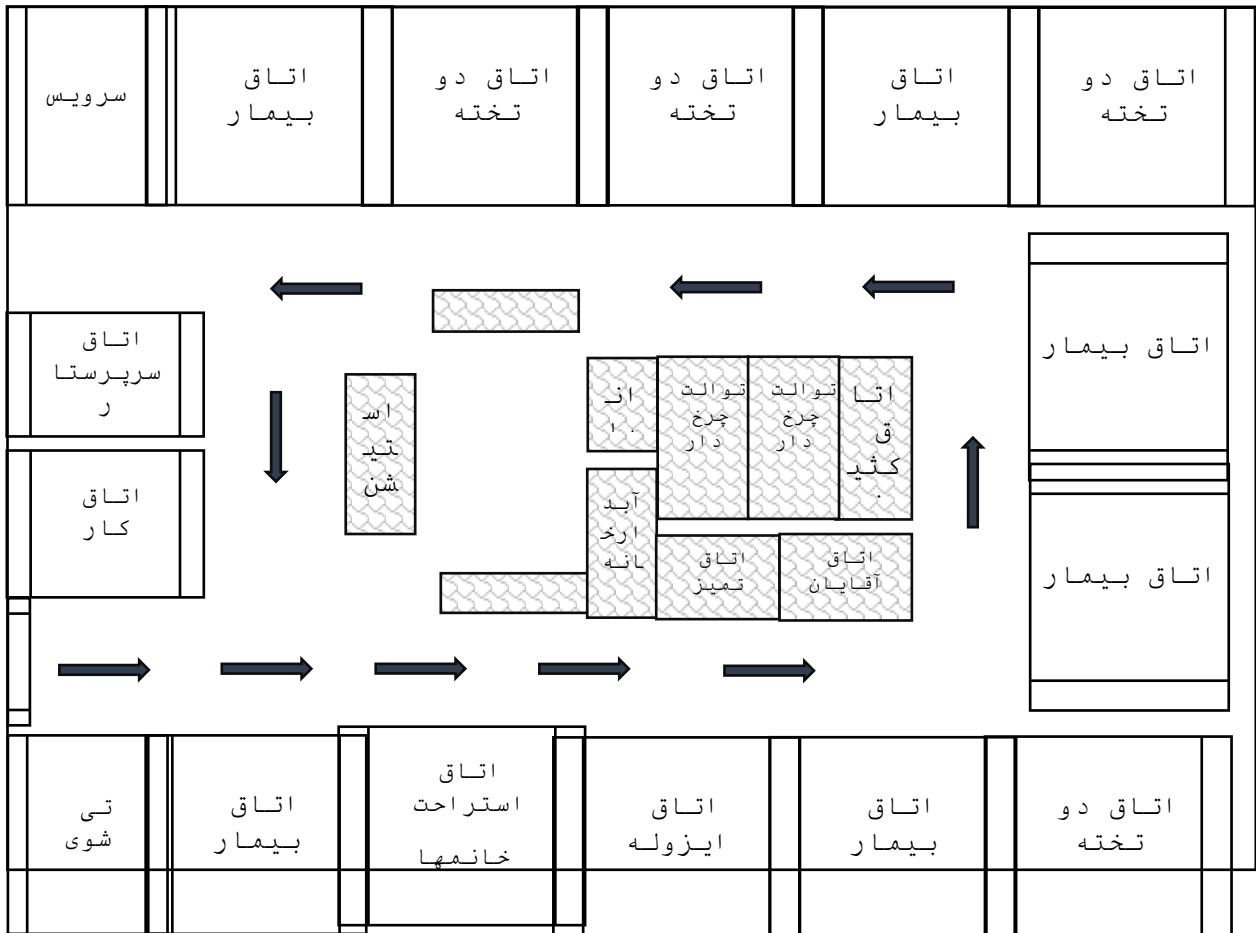 اتاق دو
تخته
اتاق
بیمار
اتاق دو
تخته
اتاق دو
تخته
اتاق
بیمار
سرویس
اتاق بیمار
اتاق
سرپرستا
ر
اتا
ق
کثی
توالت
چرخ
دار
توالت
چرخ
دار
اس
تی
شن
اتاق
کار
آبد
ارخ
انه
اتاق
آقایان
اتاق
تمیز
اتاق بیمار
اتاق دو
تخته
اتاق
بیمار
اتاق
ایزوله
اتاق
استراحت
خانمها
اتاق
بیمار
تی
شوی